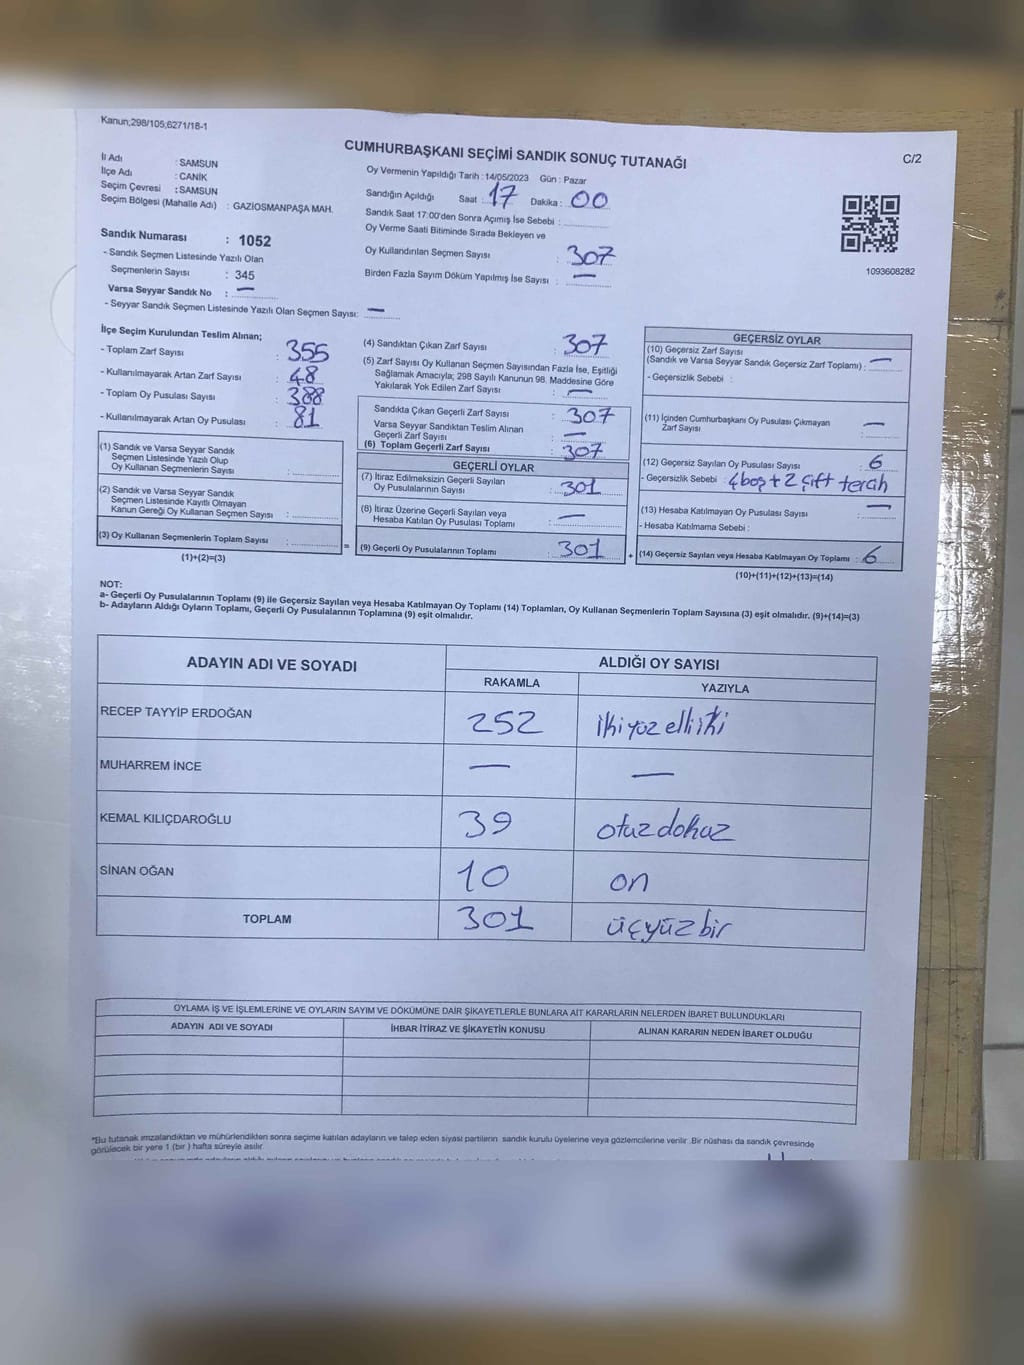 Kanun;298/105;6271/18-1
C/2
CUMHURBAŞKANI SEÇİMİ SANDIK SONUÇ TUTANAĞI
İl Adı : SAMSUN
İlçe Adı : CANİK
Seçim Çevresi : SAMSUN
Seçim Bölgesi (Mahalle Adı) : GAZİOSMANPAŞA MAH.
Sandık Numarası : 1052
- Sandık Seçmen Listesinde Yazılı Olan
Seçmenlerin Sayısı : 345
Varsa Seyyar Sandık No : —
- Seyyar Sandık Seçmen Listesinde Yazılı Olan Seçmen Sayısı: —
Oy Vermenin Yapıldığı Tarih : 14/05/2023 Gün : Pazar
Sandığın Açıldığı Saat : 17 Dakika : 00
Sandık Saat 17:00'den Sonra Açımış İse Sebebi :
Oy Verme Saati Bitiminde Sırada Bekleyen ve
Oy Kullandırılan Seçmen Sayısı : 307
Birden Fazla Sayım Döküm Yapılmış İse Sayısı : —
1093608282
İlçe Seçim Kurulundan Teslim Alınan;
- Toplam Zarf Sayısı : 355
- Kullanılmayarak Artan Zarf Sayısı : 48
- Toplam Oy Pusulası Sayısı : 388
- Kullanılmayarak Artan Oy Pusulası : 81
(1) Sandık ve Varsa Seyyar Sandık
Seçmen Listesinde Yazılı Olup
Oy Kullanan Seçmenlerin Sayısı :
(2) Sandık ve Varsa Seyyar Sandık
Seçmen Listesinde Kayıtlı Olmayan
Kanun Gereği Oy Kullanan Seçmen Sayısı :
(3) Oy Kullanan Seçmenlerin Toplam Sayısı :
(1)+(2)=(3)
=
(4) Sandıktan Çıkan Zarf Sayısı : 307
(5) Zarf Sayısı Oy Kullanan Seçmen Sayısından Fazla İse, Eşitliği
Sağlamak Amacıyla; 298 Sayılı Kanunun 98. Maddesine Göre
Yakılarak Yok Edilen Zarf Sayısı : —
Sandıkta Çıkan Geçerli Zarf Sayısı : 307
Varsa Seyyar Sandıktan Teslim Alınan
Geçerli Zarf Sayısı : —
(6) Toplam Geçerli Zarf Sayısı : 307
GEÇERLİ OYLAR
(7) İtiraz Edilmeksizin Geçerli Sayılan
Oy Pusulalarının Sayısı : 301
(8) İtiraz Üzerine Geçerli Sayılan veya
Hesaba Katılan Oy Pusulası Toplamı : —
(9) Geçerli Oy Pusulalarının Toplamı : 301
+
GEÇERSİZ OYLAR
(10) Geçersiz Zarf Sayısı
(Sandık ve Varsa Seyyar Sandık Geçersiz Zarf Toplamı) : —
- Geçersizlik Sebebi :
(11) İçinden Cumhurbaşkanı Oy Pusulası Çıkmayan
Zarf Sayısı : —
(12) Geçersiz Sayılan Oy Pusulası Sayısı : 6
- Geçersizlik Sebebi : 4 boş + 2 çift tercih
(13) Hesaba Katılmayan Oy Pusulası Sayısı : —
- Hesaba Katılmama Sebebi :
(14) Geçersiz Sayılan veya Hesaba Katılmayan Oy Toplamı : 6
(10)+(11)+(12)+(13)=(14)
NOT:
a- Geçerli Oy Pusulalarının Toplamı (9) ile Geçersiz Sayılan veya Hesaba Katılmayan Oy Toplamı (14) Toplamları, Oy Kullanan Seçmenlerin Toplam Sayısına (3) eşit olmalıdır. (9)+(14)=(3)
b- Adayların Aldığı Oyların Toplamı, Geçerli Oy Pusulalarının Toplamına (9) eşit olmalıdır.
ADAYIN ADI VE SOYADI
ALDIĞI OY SAYISI
RAKAMLA YAZIYLA
RECEP TAYYİP ERDOĞAN 252 ikiyüz elliiki
MUHARREM İNCE — —
KEMAL KILIÇDAROĞLU 39 otuzdokuz
SİNAN OĞAN 10 on
TOPLAM 301 üçyüzbir
OYLAMA İŞ VE İŞLEMLERİNE VE OYLARIN SAYIM VE DÖKÜMÜNE DAİR ŞİKAYETLERLE BUNLARA AİT KARARLARIN NELERDEN İBARET BULUNDUKLARI
ADAYIN ADI VE SOYADI İHBAR İTİRAZ VE ŞİKAYETİN KONUSU ALINAN KARARIN NEDEN İBARET OLDUĞU
*Bu tutanak imzalandıktan ve mühürlendikten sonra seçime katılan adayların ve talep eden siyasi partilerin sandık kurulu üyelerine veya gözlemcilerine verilir. Bir nüshası da sandık çevresinde
görülecek bir yere 1 (bir) hafta süreyle asılır.